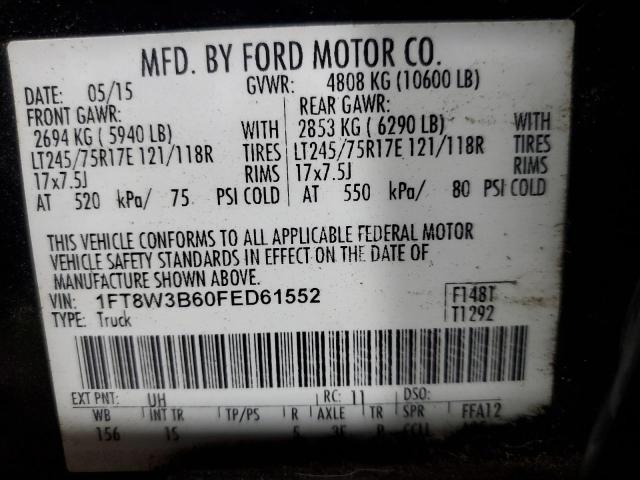 MFD. BY FORD MOTOR CO.
DATE: 05/15 GVWR: 4808 KG (10600 LB)
FRONT GAWR: REAR GAWR:
2694 KG ( 5940 LB) WITH 2853 KG ( 6290 LB) WITH
LT245/75R17E 121/118R TIRES LT245/75R17E 121/118R TIRES
17x7.5J RIMS 17x7.5J RIMS
AT 520 kPa/ 75 PSI COLD AT 550 kPa/ 80 PSI COLD
THIS VEHICLE CONFORMS TO ALL APPLICABLE FEDERAL MOTOR
VEHICLE SAFETY STANDARDS IN EFFECT ON THE DATE OF
MANUFACTURE SHOWN ABOVE.
VIN: 1FT8W3B60FED61552 F148T
TYPE: Truck T1292
EXT PNT: UH RC: 11 DSO:
WB INT TR TP/PS R AXLE TR SPR FFA12
156 1S